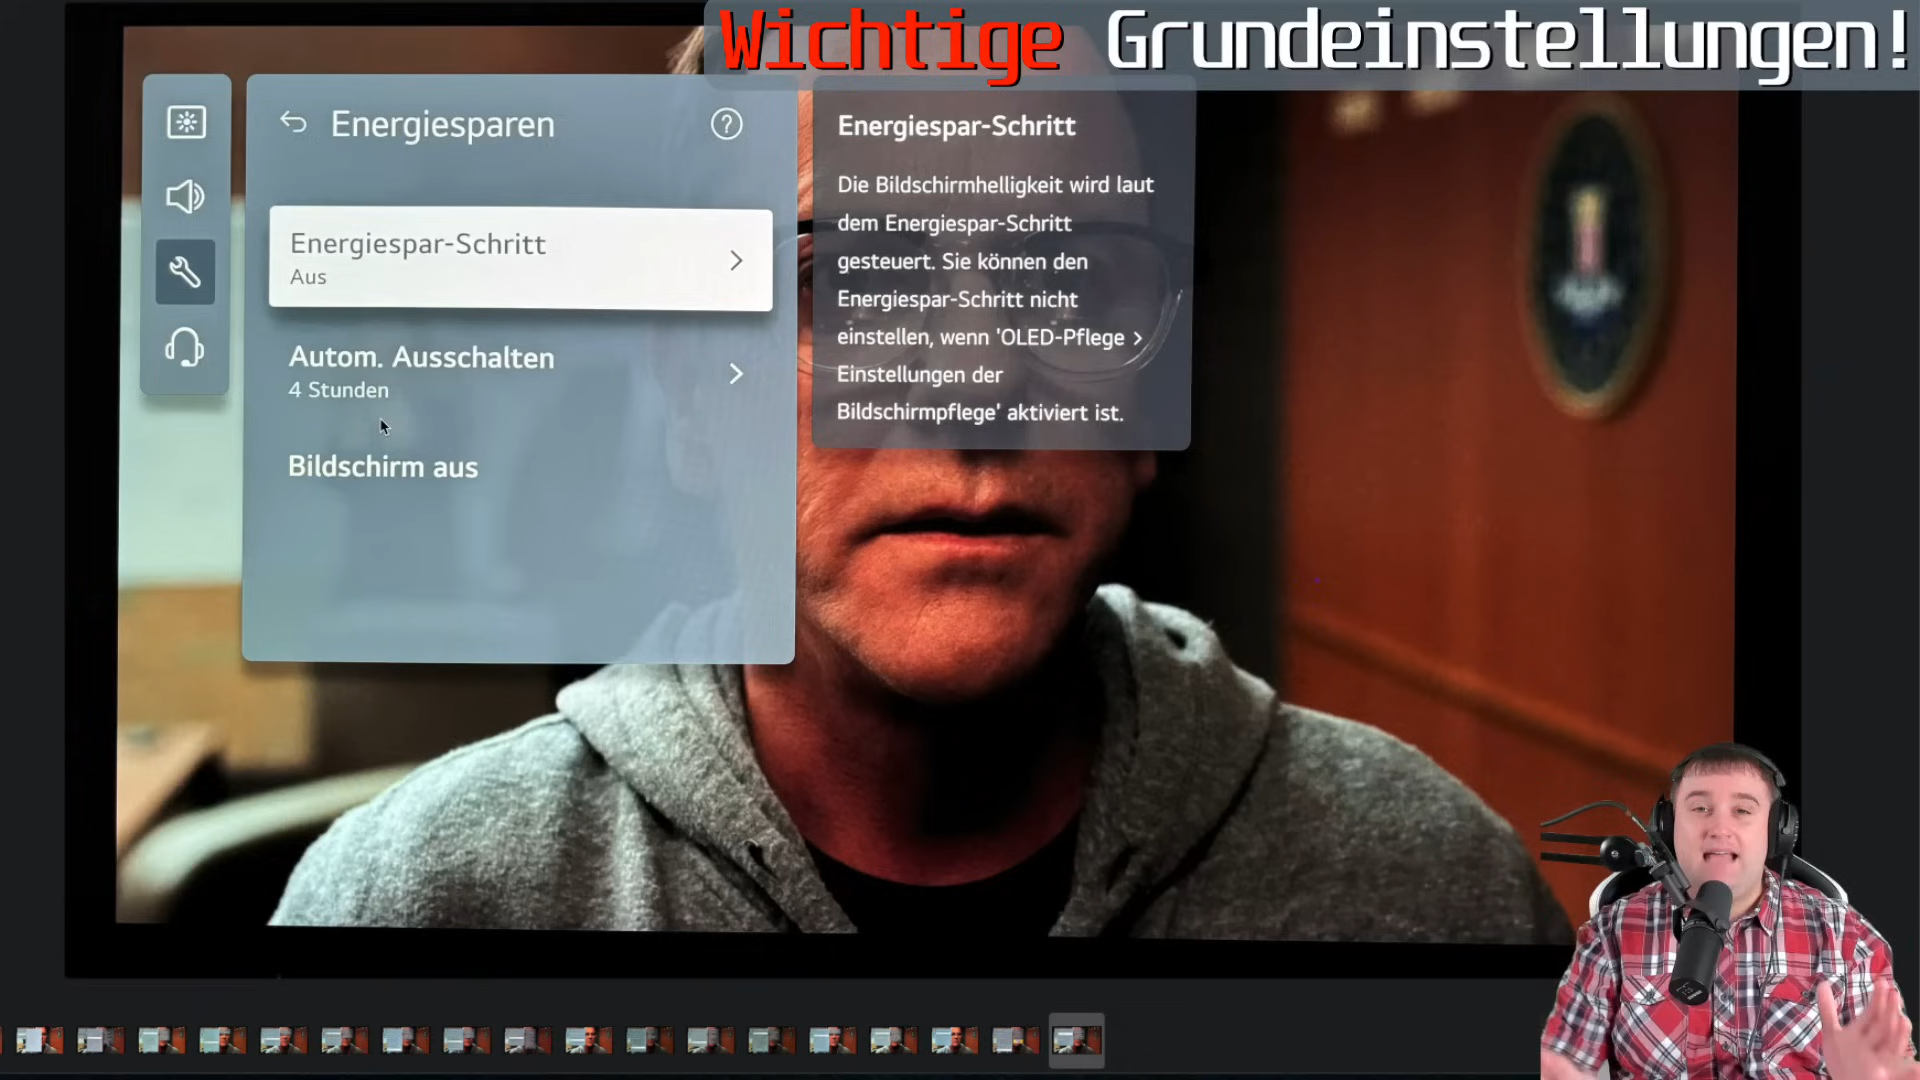 Wichtige Grundeinstellungen!
Energiesparen
?
Energiespar-Schritt
Aus
Autom. Ausschalten
4 Stunden
Bildschirm aus
Energiespar-Schritt
Die Bildschirmhelligkeit wird laut
dem Energiespar-Schritt
gesteuert. Sie können den
Energiespar-Schritt nicht
einstellen, wenn 'OLED-Pflege >
Einstellungen der
Bildschirmpflege' aktiviert ist.